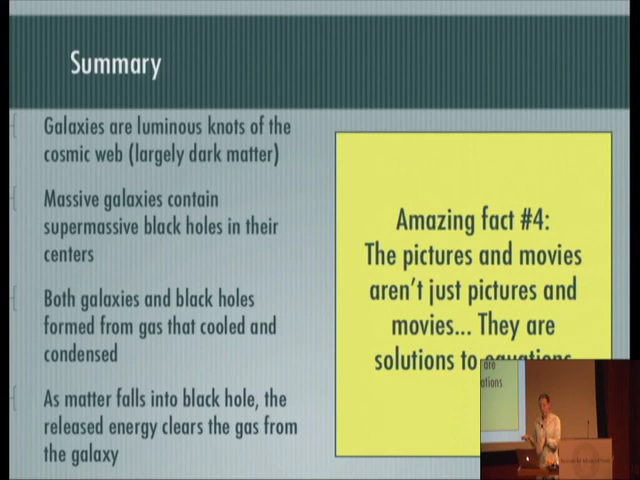 Summary
Galaxies are luminous knots of the
cosmic web (largely dark matter)
Massive galaxies contain
supermassive black holes in their
centers
Both galaxies and black holes
formed from gas that cooled and
condensed
As matter falls into black hole, the
released energy clears the gas from
the galaxy
Amazing fact #4:
The pictures and movies
aren't just pictures and
movies... They are
solutions to equations
are
ations